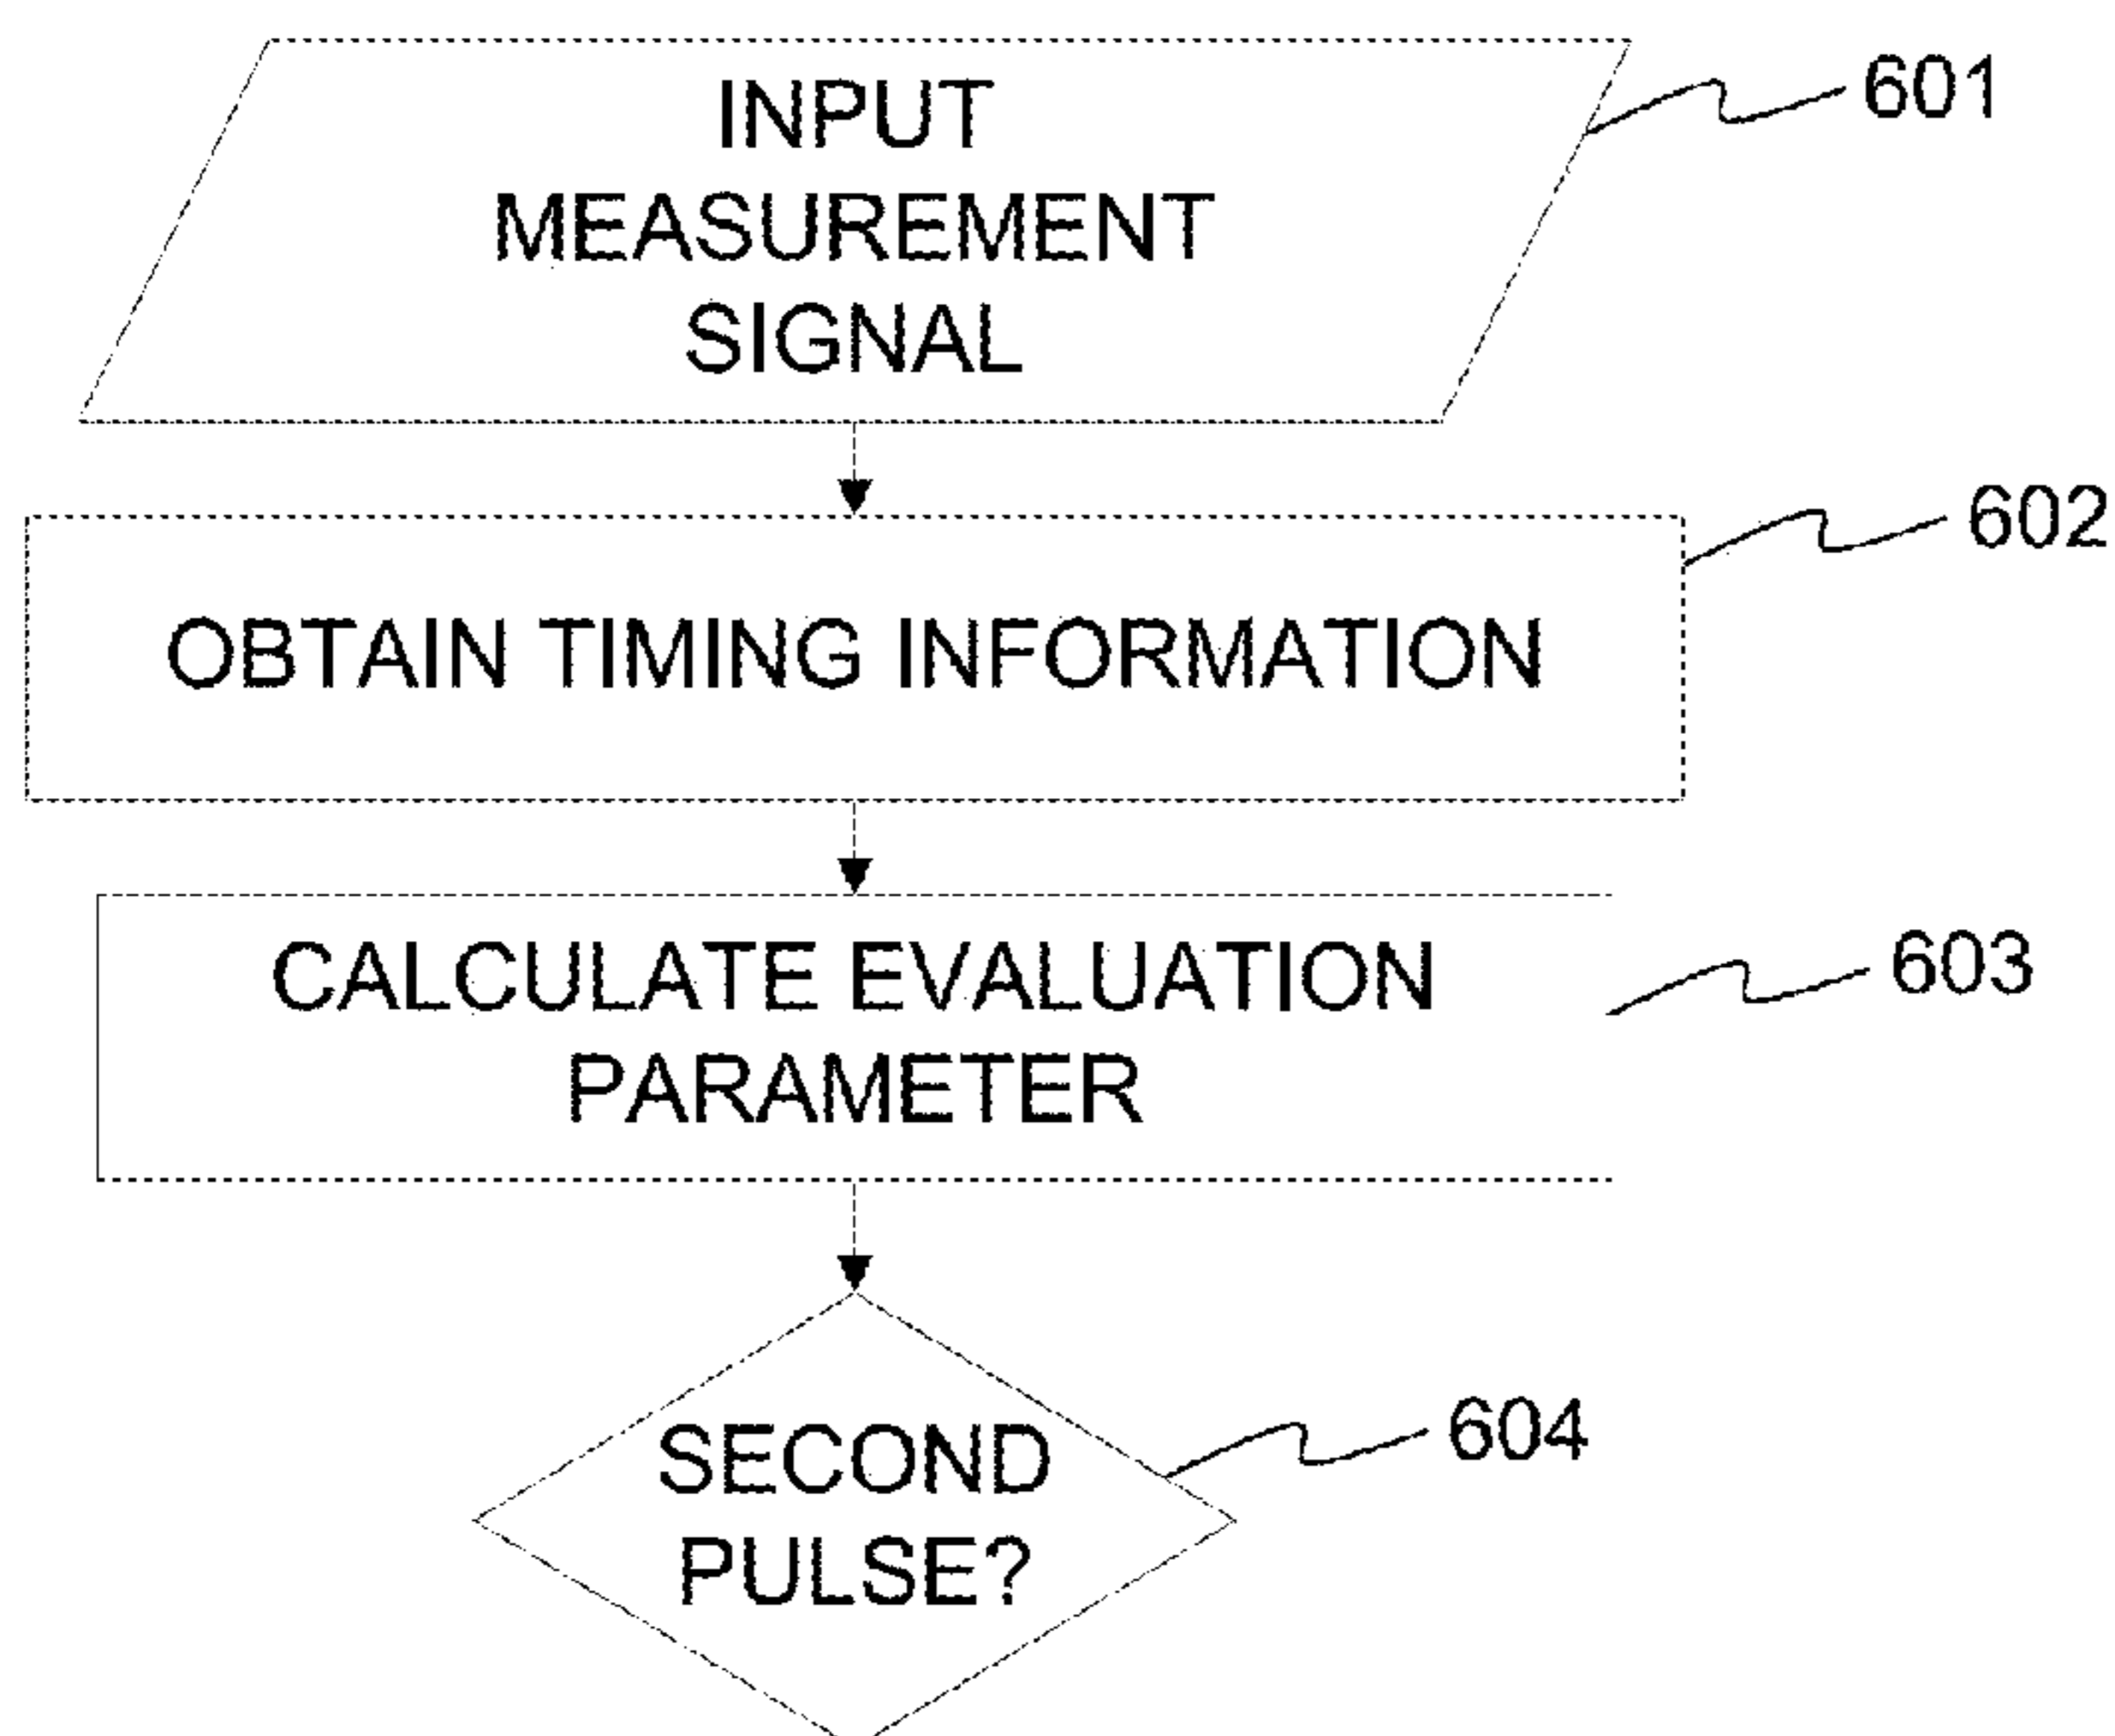 INPUT
MEASUREMENT
SIGNAL
601
602
OBTAIN TIMING INFORMATION
CALCULATE EVALUATION
PARAMETER
603
SECOND
PULSE?
604